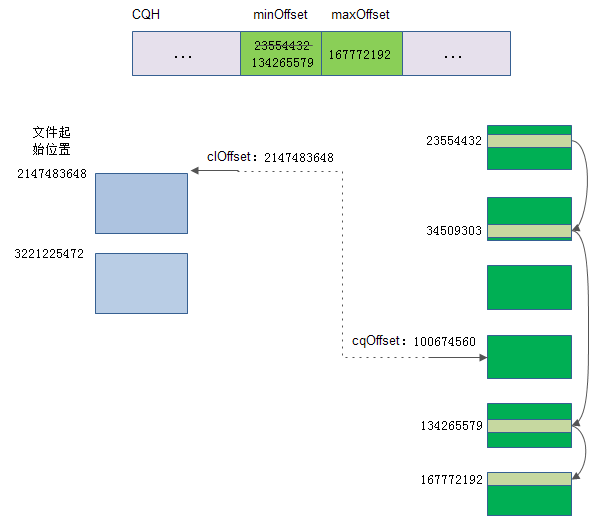 CQH
minOffset
maxOffset
...
23554432
134265579
167772192
...
文件起
始位置
2147483648
3221225472
clOffset：2147483648
cqOffset：100674560
23554432
34509303
134265579
167772192